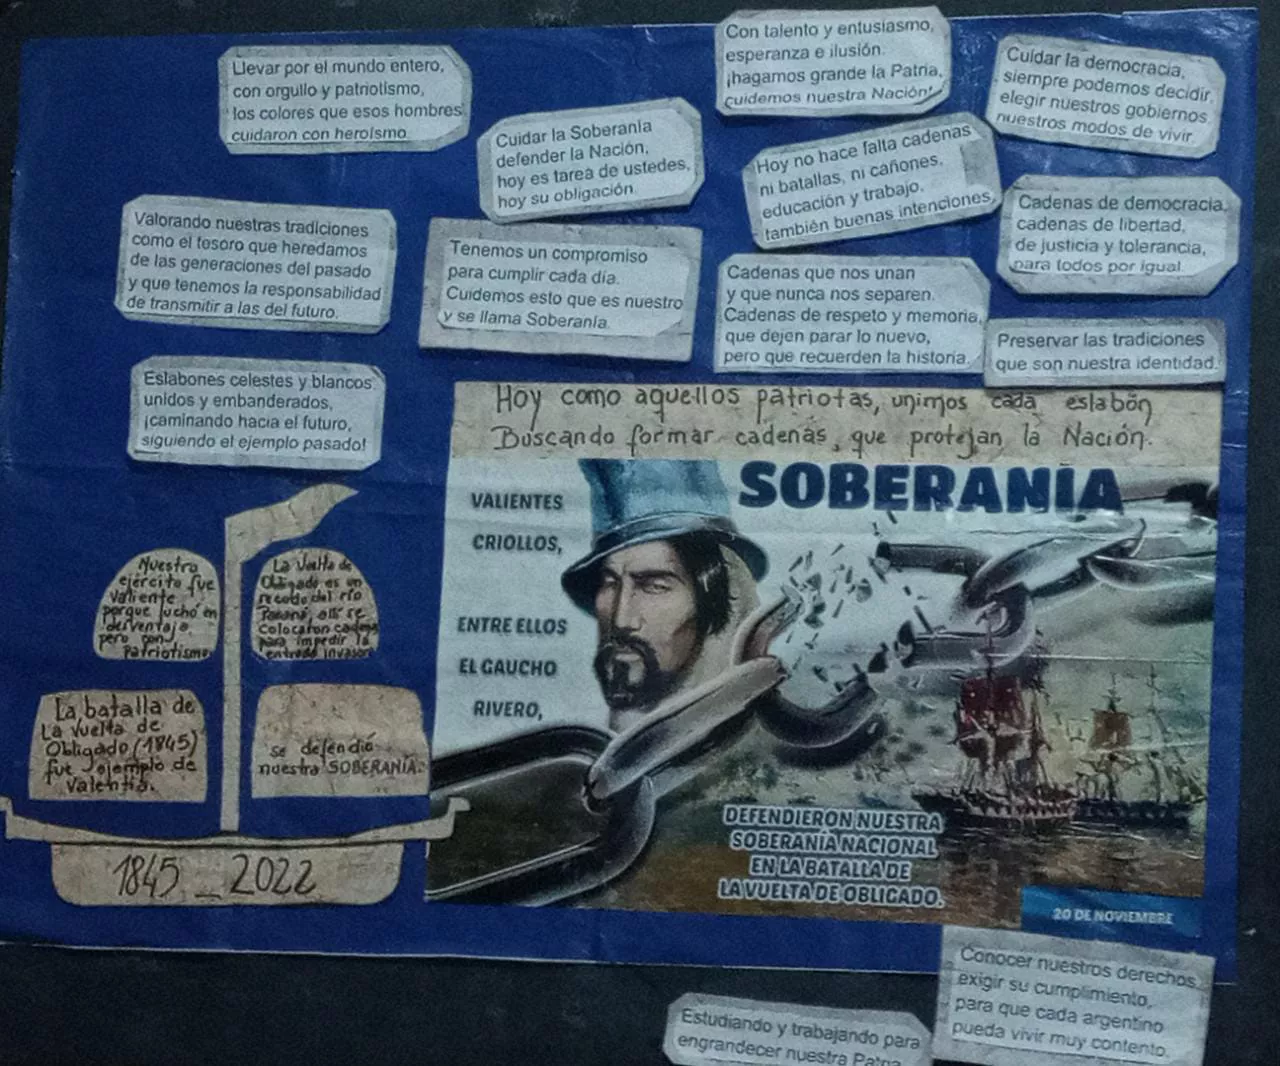 Llevar por el mundo entero,
con orgullo y patriotismo,
los colores que esos hombres
cuidaron con heroísmo.
Cuidar la Soberanía
defender la Nación,
hoy es tarea de ustedes,
hoy su obligación.
Con talento y entusiasmo,
esperanza e ilusión.
¡hagamos grande la Patria,
cuidemos nuestra Nación!
Cuidar la democracia,
siempre podemos decidir,
elegir nuestros gobiernos,
nuestros modos de vivir.
Hoy no hace falta cadenas
ni batallas, ni cañones,
educación y trabajo,
también buenas intenciones.
Valorando nuestras tradiciones
como el tesoro que heredamos
de las generaciones del pasado
y que tenemos la responsabilidad
de transmitir a las del futuro.
Tenemos un compromiso
para cumplir cada día.
Cuidemos esto que es nuestro
y se llama Soberanía.
Cadenas que nos unan
y que nunca nos separen.
Cadenas de respeto y memoria,
que dejen parar lo nuevo,
pero que recuerden la historia.
Cadenas de democracia,
cadenas de libertad,
de justicia y tolerancia,
para todos por igual.
Preservar las tradiciones
que son nuestra identidad.
Eslabones celestes y blancos
unidos y embanderados,
¡caminando hacia el futuro,
siguiendo el ejemplo pasado!
Hoy como aquellos patriotas, unimos cada eslabón
Buscando formar cadenas, que protejan la Nación.
SOBERANÍA
VALIENTES
CRIOLLOS,
ENTRE ELLOS
EL GAUCHO
RIVERO,
DEFENDIERON NUESTRA
SOBERANÍA NACIONAL
EN LA BATALLA DE
LA VUELTA DE OBLIGADO.
20 DE NOVIEMBRE
Nuestro
ejército fue
valiente
porque luchó en
desventaja
pero con
Patriotismo
La Vuelta de
Obligado es un
recodo del río
Paraná, allí se
colocaron cadenas
para impedir la
entrada invasora
La batalla de
La Vuelta de
Obligado (1845)
fue ejemplo de
Valentía.
se defendió
nuestra SOBERANÍA.
1845 _ 2022
Conocer nuestros derechos,
exigir su cumplimiento,
para que cada argentino
pueda vivir muy contento.
Estudiando y trabajando para
engrandecer nuestra Patria